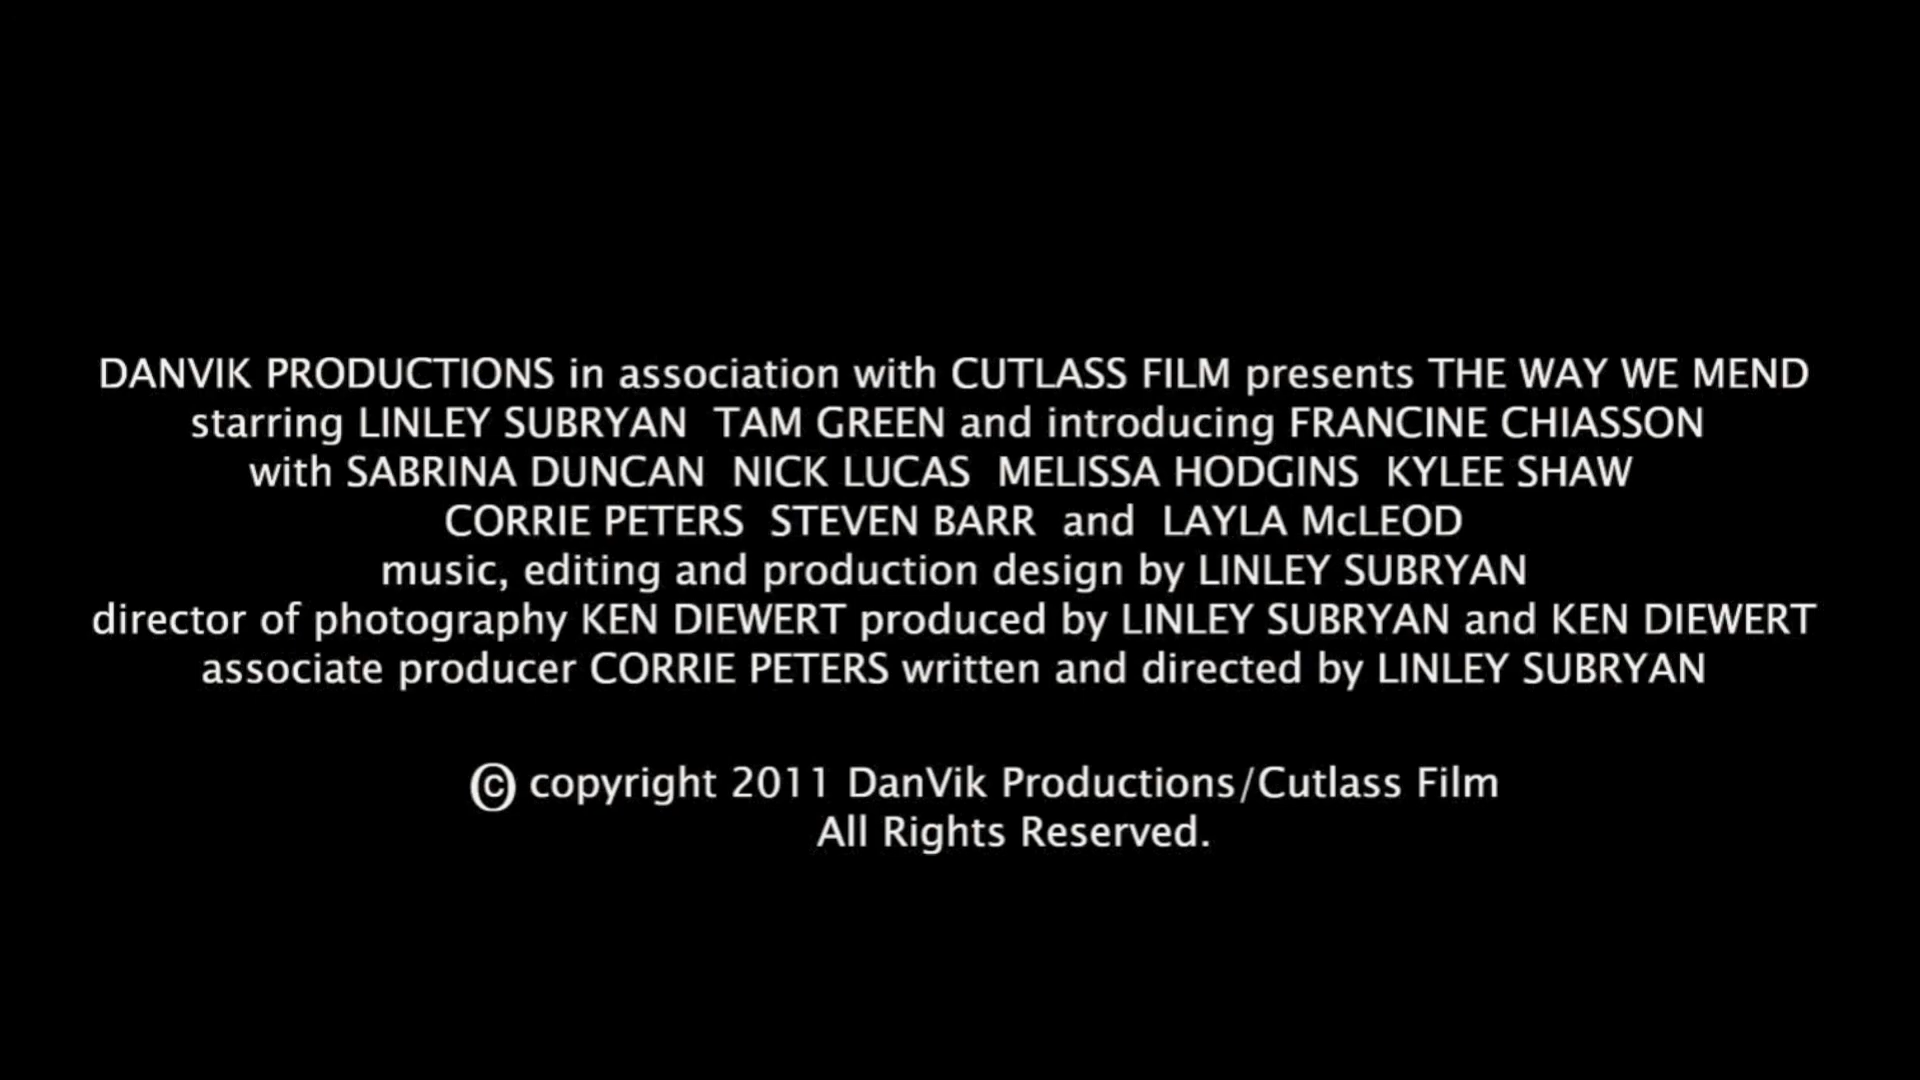 DANVIK PRODUCTIONS in association with CUTLASS FILM presents THE WAY WE MEND
starring LINLEY SUBRYAN  TAM GREEN and introducing FRANCINE CHIASSON
with SABRINA DUNCAN  NICK LUCAS  MELISSA HODGINS  KYLEE SHAW
CORRIE PETERS  STEVEN BARR  and  LAYLA McLEOD
music, editing and production design by LINLEY SUBRYAN
director of photography KEN DIEWERT produced by LINLEY SUBRYAN and KEN DIEWERT
associate producer CORRIE PETERS written and directed by LINLEY SUBRYAN
© copyright 2011 DanVik Productions/Cutlass Film
All Rights Reserved.